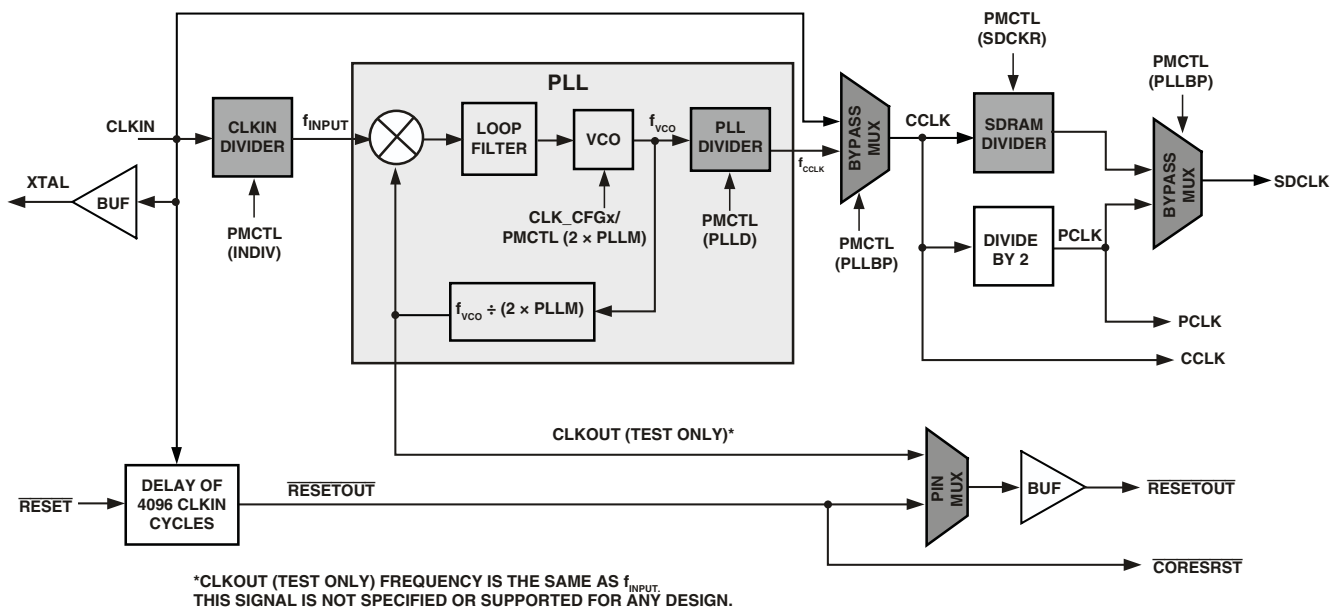 PMCTL
(SDCKR)
PMCTL
(PLLBP)
PLL
CLKIN
CLKIN
DIVIDER
fINPUT
LOOP
FILTER
VCO
fVCO
PLL
DIVIDER
fCCLK
BYPASS
MUX
CCLK
SDRAM
DIVIDER
BYPASS
MUX
SDCLK
XTAL
BUF
PMCTL
(INDIV)
CLK_CFGx/
PMCTL (2 × PLLM)
PMCTL
(PLLD)
PMCTL
(PLLBP)
DIVIDE
BY 2
PCLK
fVCO ÷ (2 × PLLM)
PCLK
CCLK
CLKOUT (TEST ONLY)*
RESET
DELAY OF
4096 CLKIN
CYCLES
RESETOUT
PIN
MUX
BUF
RESETOUT
CORESRST
*CLKOUT (TEST ONLY) FREQUENCY IS THE SAME AS fINPUT.
THIS SIGNAL IS NOT SPECIFIED OR SUPPORTED FOR ANY DESIGN.